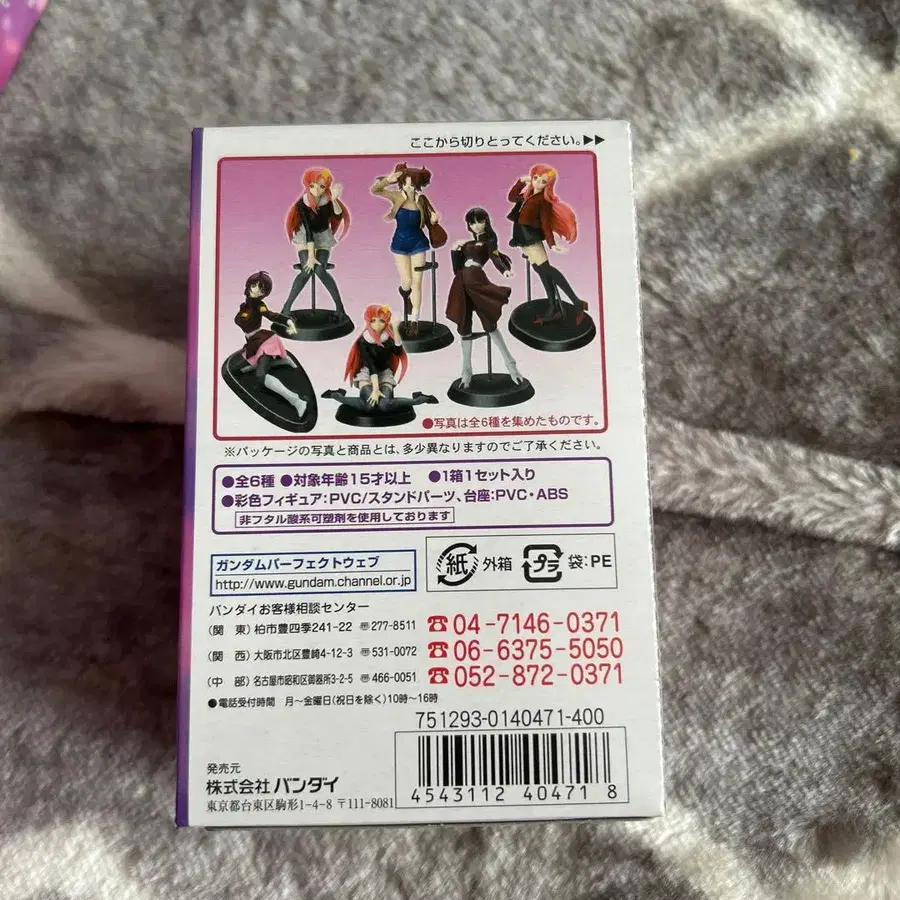 ここから切りとってください。▶▶
●写真は全6種を集めたものです。
※パッケージの写真と商品とは、多少異なりますのでご了承ください。
●全6種 ●対象年齢15才以上 ●1箱1セット入り
●彩色フィギュア:PVC/スタンドパーツ、台座:PVC・ABS
非フタル酸系可塑剤を使用しております
ガンダムパーフェクトウェブ
http://www.gundam.channel.or.jp
紙 外箱 プラ 袋:PE
バンダイお客様相談センター
(関 東) 柏市豊四季241-22 〠277-8511 ☎04-7146-0371
(関 西) 大阪市北区豊崎4-12-3 〠531-0072 ☎06-6375-5050
(中 部) 名古屋市昭和区御器所3-2-5 〠466-0051 ☎052-872-0371
●電話受付時間 月～金曜日(祝日を除く)10時～16時
751293-0140471-400
発売元
株式会社 バンダイ
東京都台東区駒形1-4-8 〒111-8081
4543112 404718